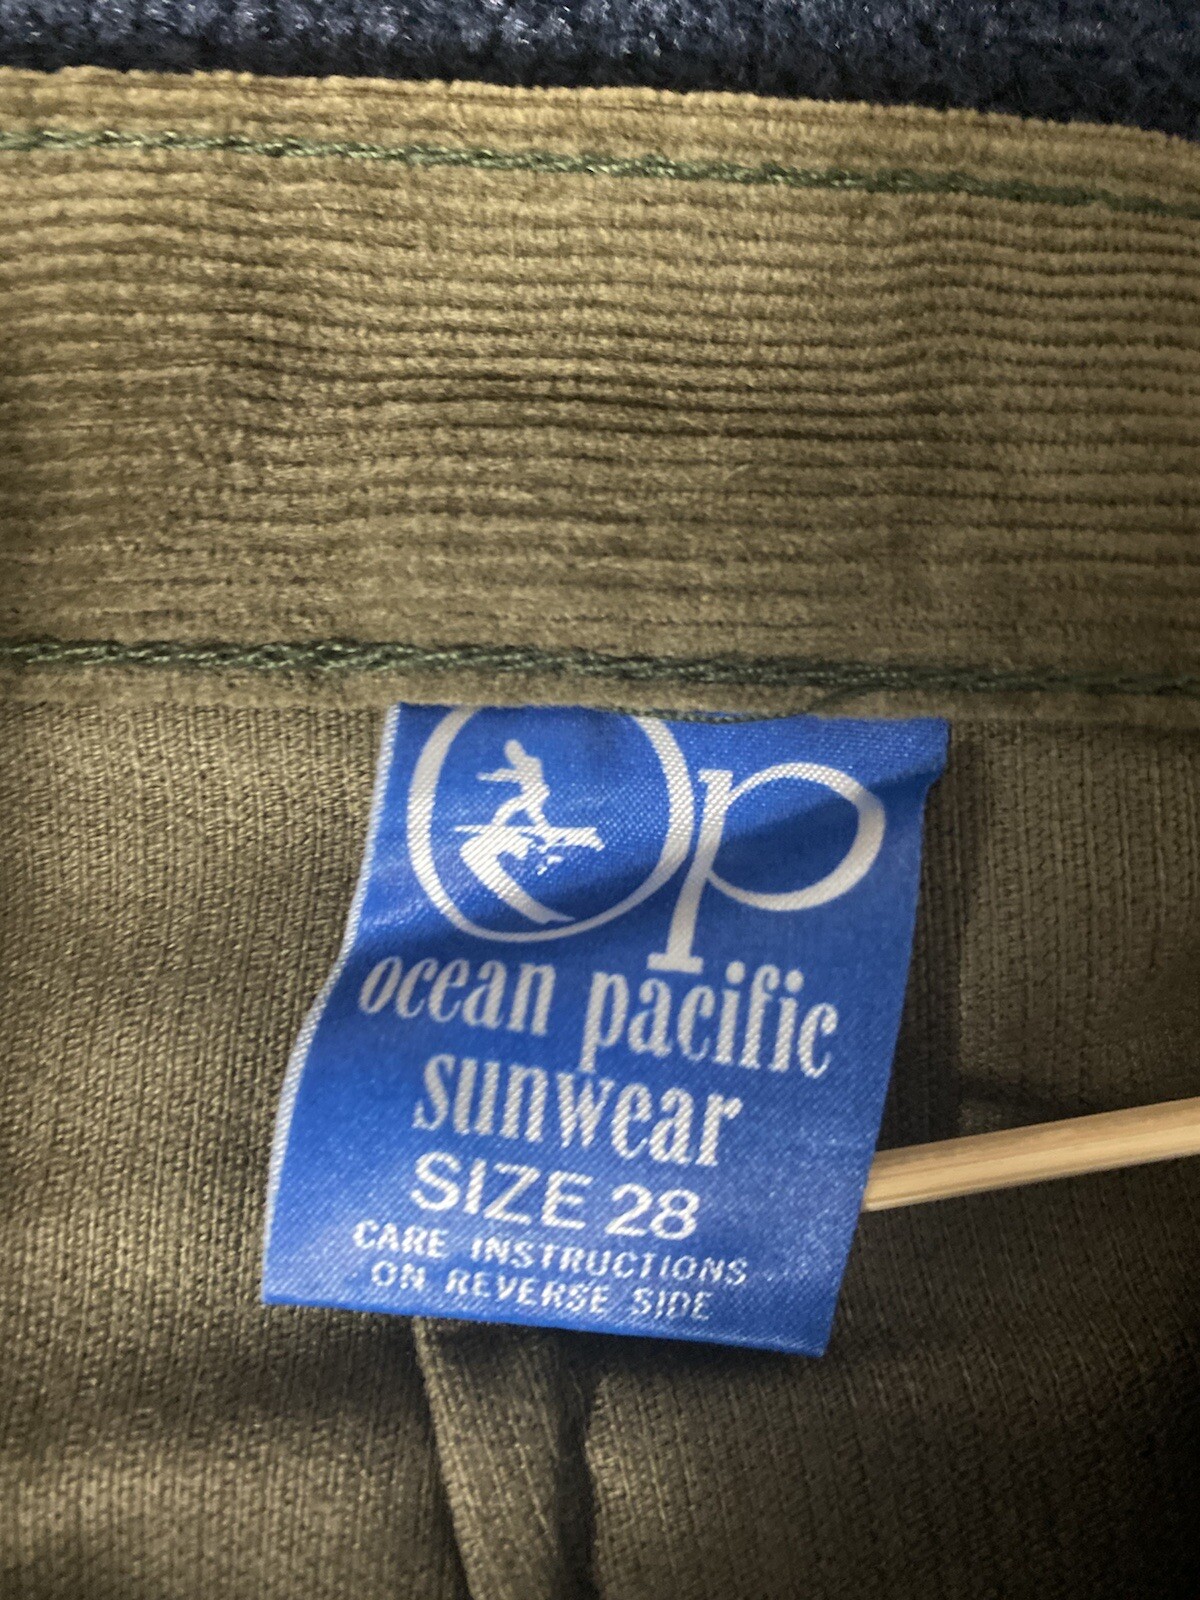 Op
ocean pacific
sunwear
SIZE 28
CARE INSTRUCTIONS
ON REVERSE SIDE